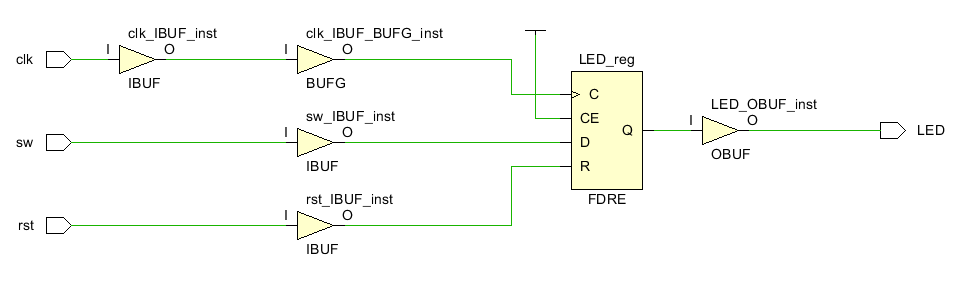 clk_IBUF_inst
clk_IBUF_BUFG_inst
clk
I
O
I
O
IBUF
BUFG
LED_reg
C
CE
D
R
Q
FDRE
sw_IBUF_inst
sw
I
O
IBUF
LED_OBUF_inst
I
O
OBUF
LED
rst_IBUF_inst
rst
I
O
IBUF